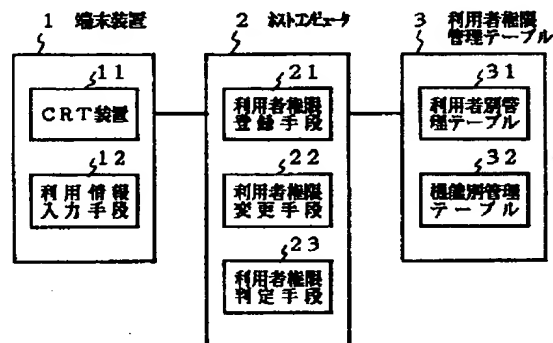 1 端末装置
11
CRT装置
12
利用情報
入力手段
2 ホストコンピュータ
21
利用者権限
登録手段
22
利用者権限
変更手段
23
利用者権限
判定手段
3 利用者権限
管理テーブル
31
利用者別管
理テーブル
32
機能別管理
テーブル